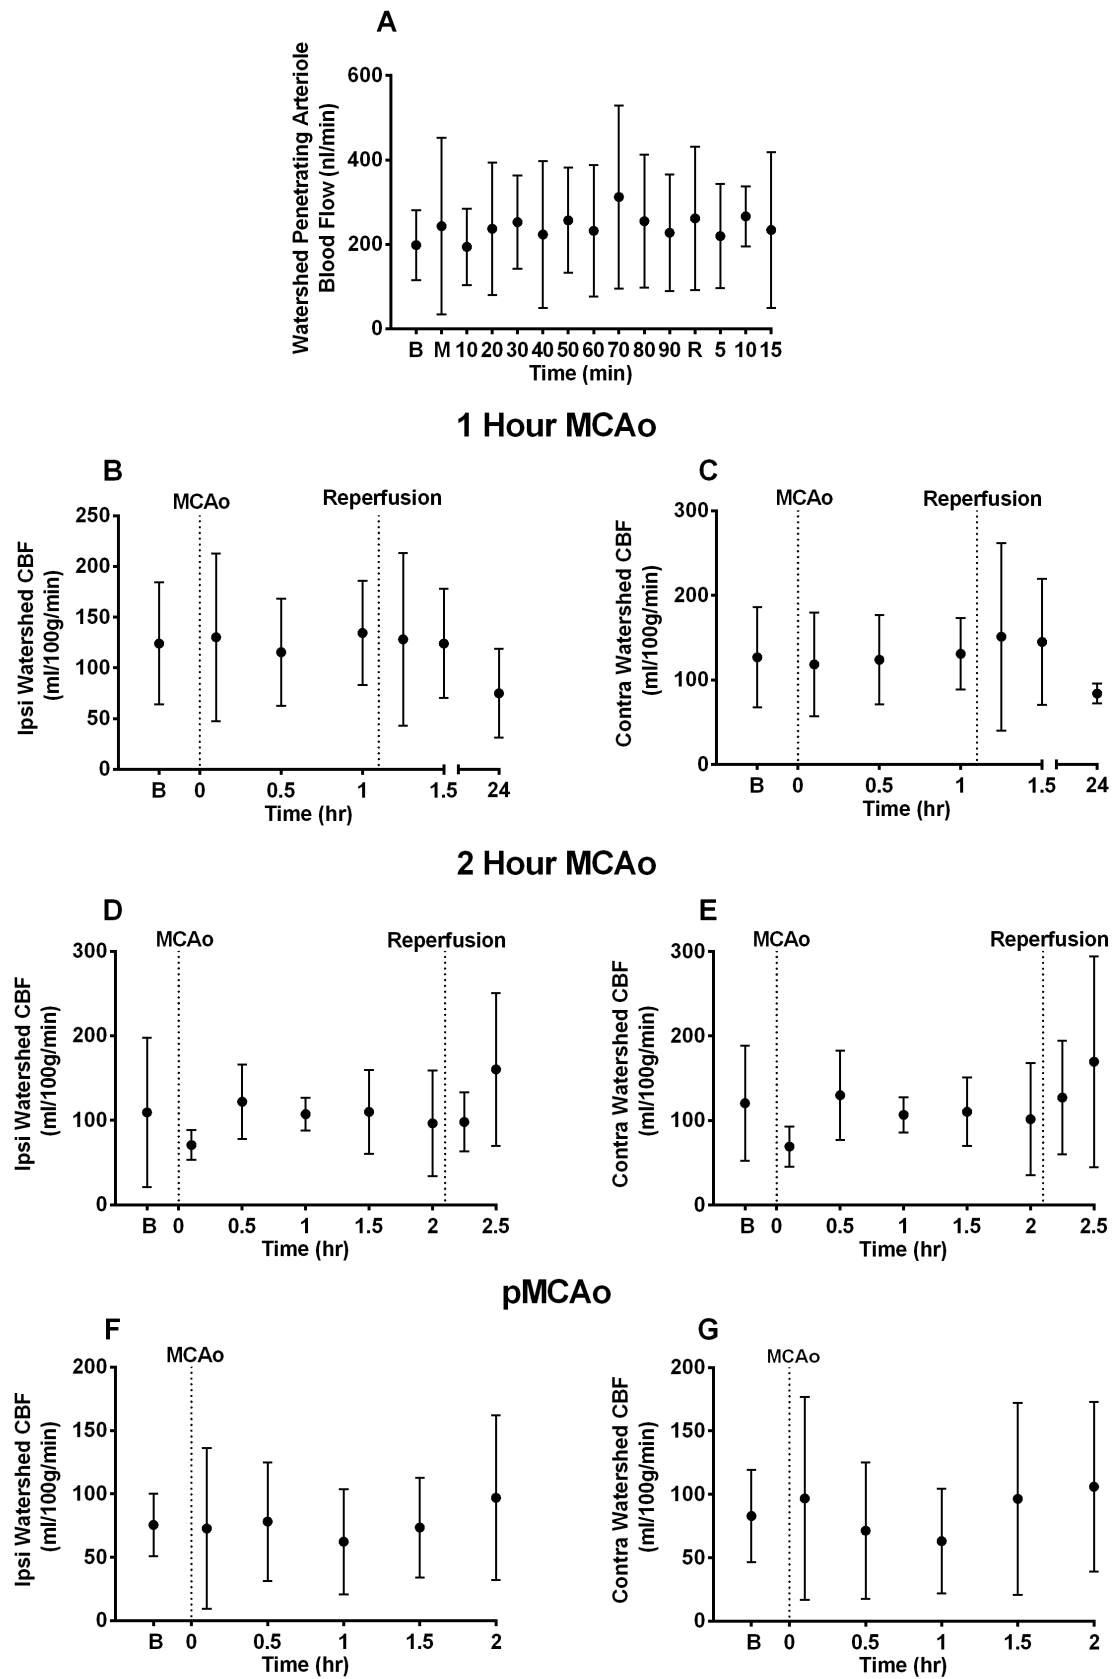 A
Watershed Penetrating Arteriole
Blood Flow (nl/min)
600
400
200
0
B M 10 20 30 40 50 60 70 80 90 R 5 10 15
Time (min)
1 Hour MCAo
B
MCAo
Reperfusion
Ipsi Watershed CBF
(ml/100g/min)
250
200
150
100
50
0
B 0 0.5 1 1.5 24
Time (hr)
C
MCAo
Reperfusion
Contra Watershed CBF
(ml/100g/min)
300
200
100
0
B 0 0.5 1 1.5 24
Time (hr)
2 Hour MCAo
D
MCAo
Reperfusion
Ipsi Watershed CBF
(ml/100g/min)
300
200
100
0
B 0 0.5 1 1.5 2 2.5
Time (hr)
E
MCAo
Reperfusion
Contra Watershed CBF
(ml/100g/min)
300
200
100
0
B 0 0.5 1 1.5 2 2.5
Time (hr)
pMCAo
F
MCAo
Ipsi Watershed CBF
(ml/100g/min)
200
150
100
50
0
B 0 0.5 1 1.5 2
Time (hr)
G
MCAo
Contra Watershed CBF
(ml/100g/min)
200
150
100
50
0
B 0 0.5 1 1.5 2
Time (hr)